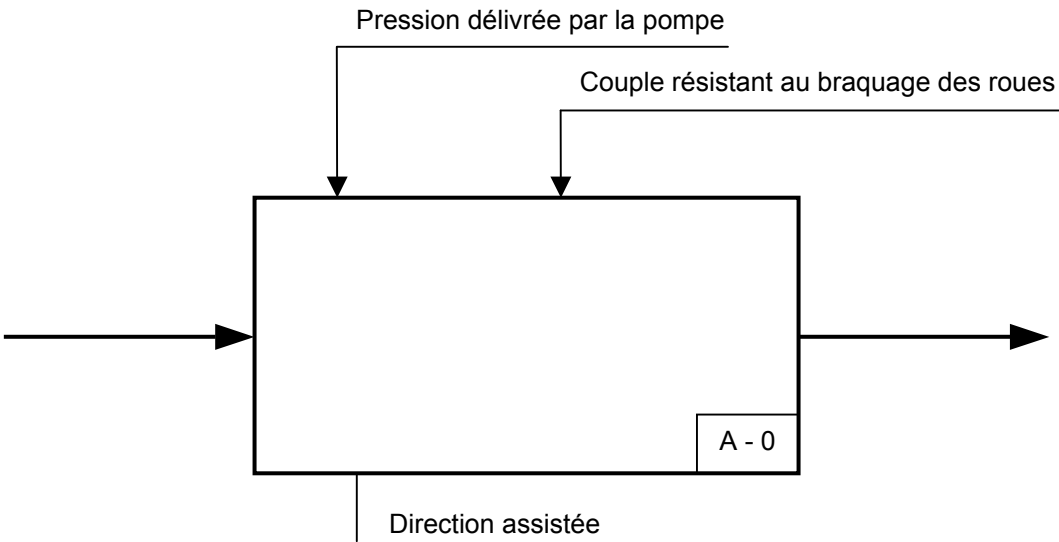 Pression délivrée par la pompe
Couple résistant au braquage des roues
A - 0
Direction assistée